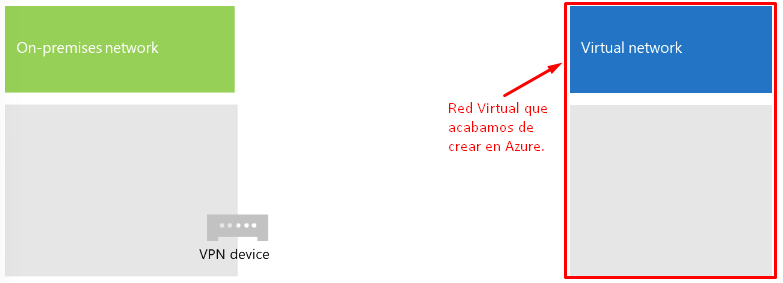 On-premises network
Virtual network
Red Virtual que
acabamos de
crear en Azure.
VPN device